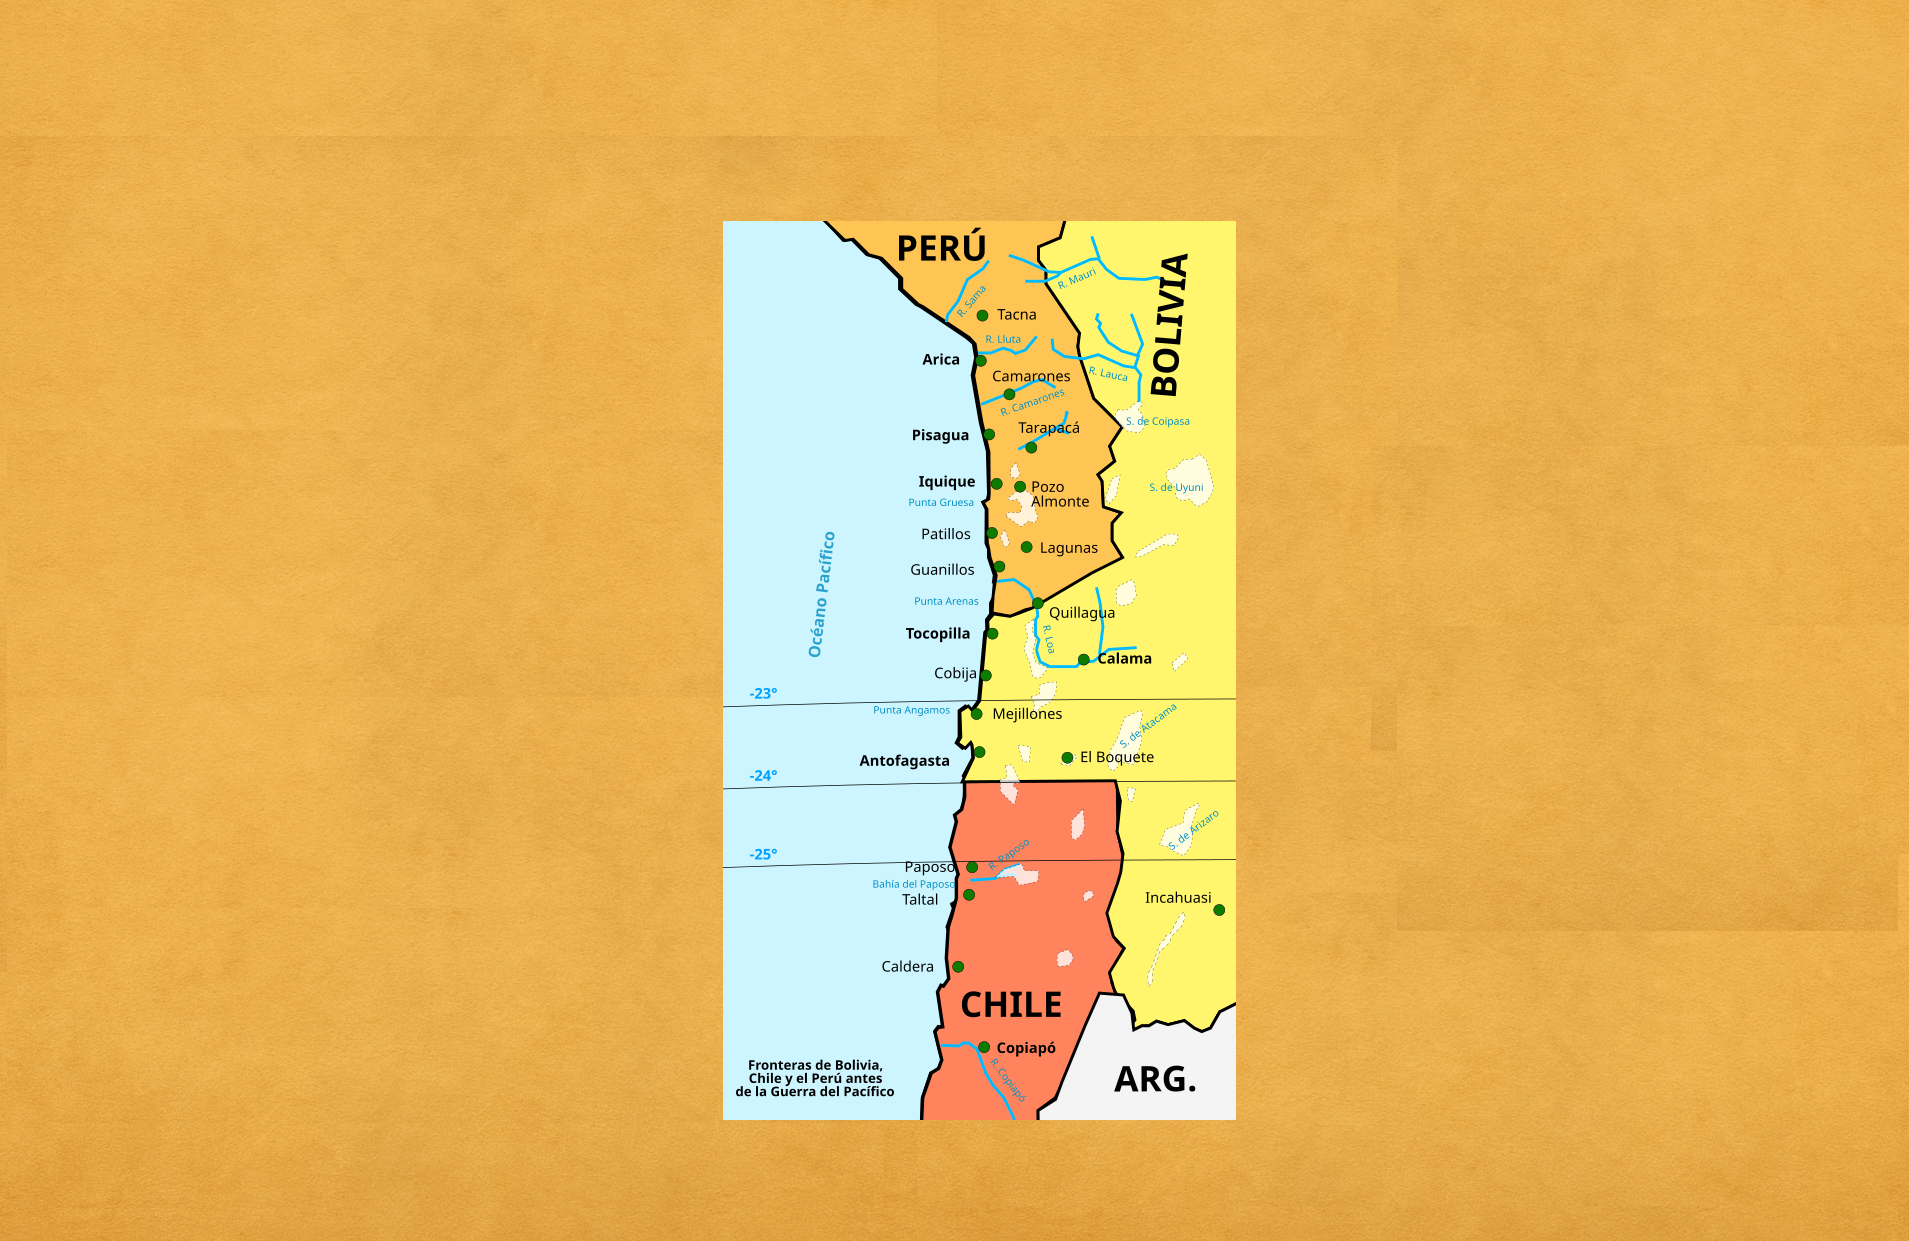 PERÚ
BOLIVIA
R. Mauri
R. Sama
Tacna
R. Lluta
Arica
Camarones
R. Lauca
R. Camarones
S. de Coipasa
Tarapacá
Pisagua
Iquique
Pozo
Almonte
S. de Uyuni
Punta Gruesa
Patillos
Lagunas
Guanillos
Océano Pacífico
Punta Arenas
Quillagua
Tocopilla
R. Loa
Calama
Cobija
-23°
Punta Angamos
Mejillones
S. de Atacama
Antofagasta
El Boquete
-24°
S. de Arizaro
-25°
Paposo
R. Paposo
Bahía del Paposo
Taltal
Incahuasi
Caldera
CHILE
Copiapó
R. Copiapó
ARG.
Fronteras de Bolivia,
Chile y el Perú antes
de la Guerra del Pacífico